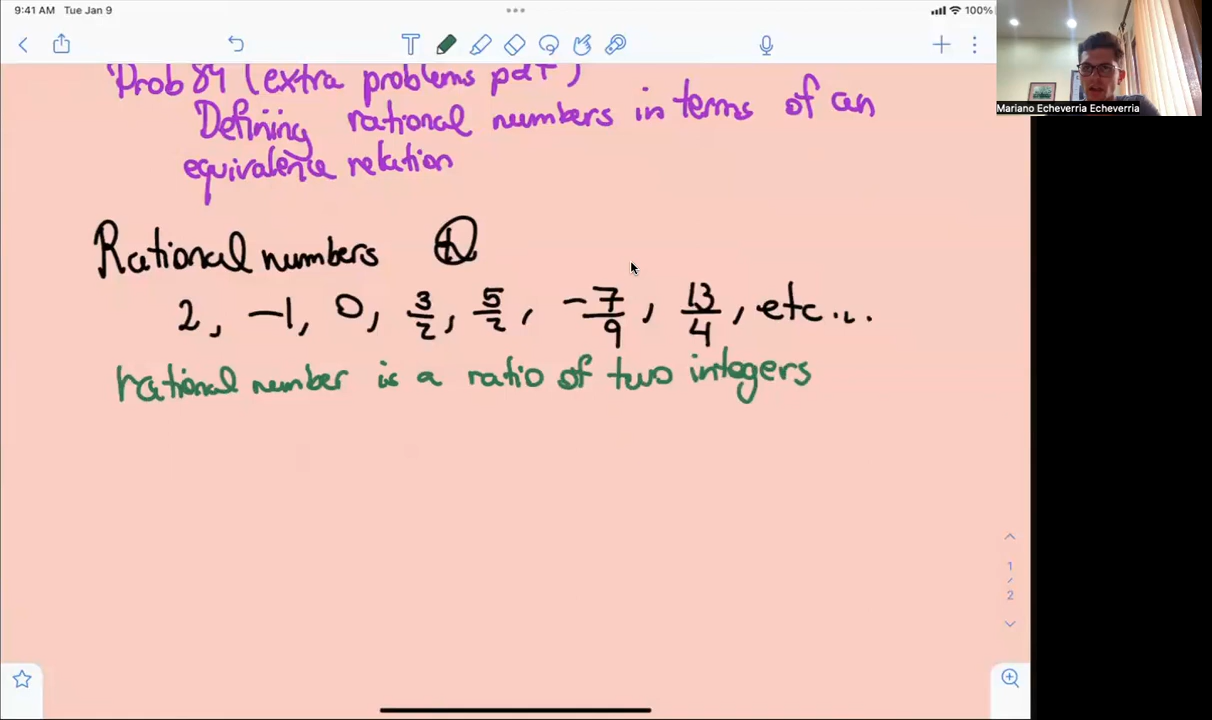 9:41 AM Tue Jan 9
100%
Mariano Echeverria Echeverria
Prob 84 (extra problems pdf)
Defining rational numbers in terms of an
equivalence relation
Rational numbers ℚ
2, -1, 0, 3/2, 5/2, -7/9, 13/4, etc...
rational number is a ratio of two integers
1
/
2